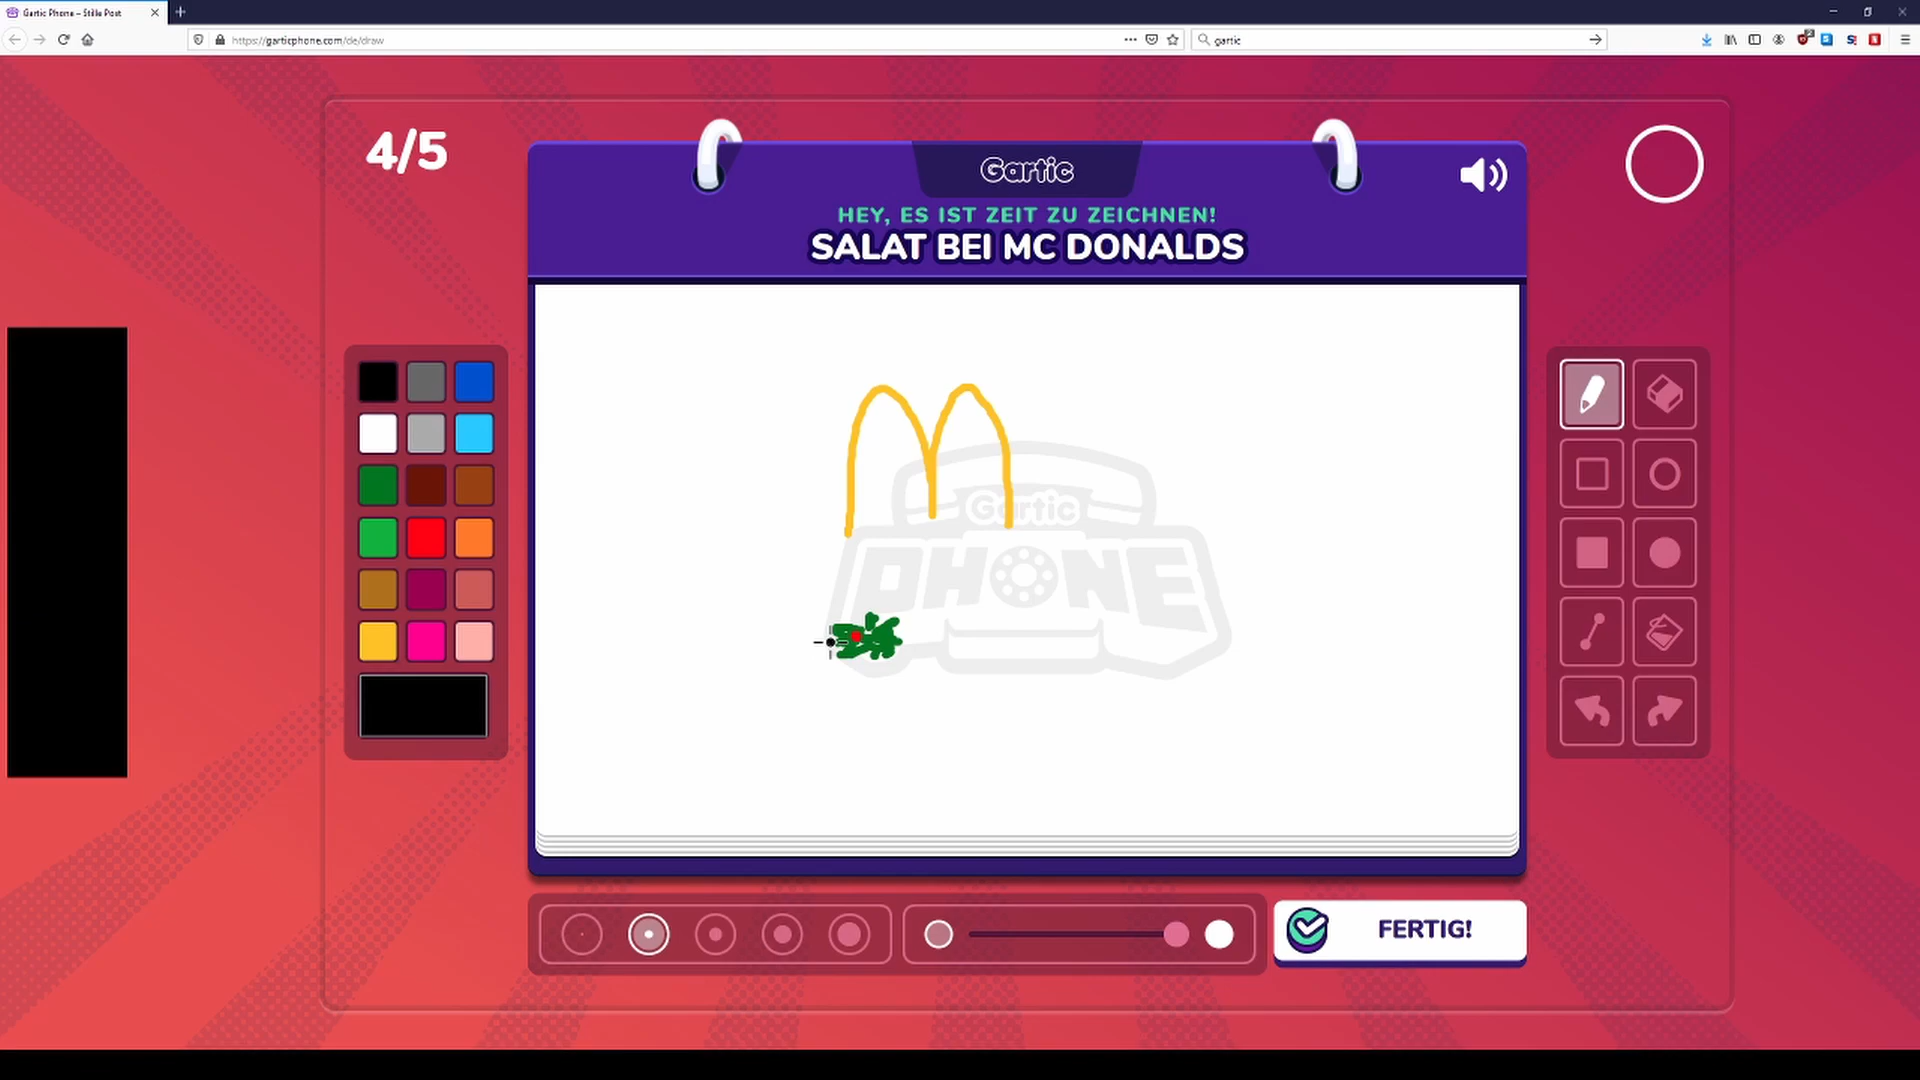 Gartic Phone – Stille Post
https://garticphone.com/de/draw
gartic
4/5
Gartic
HEY, ES IST ZEIT ZU ZEICHNEN!
SALAT BEI MC DONALDS
Gartic
PHONE
FERTIG!